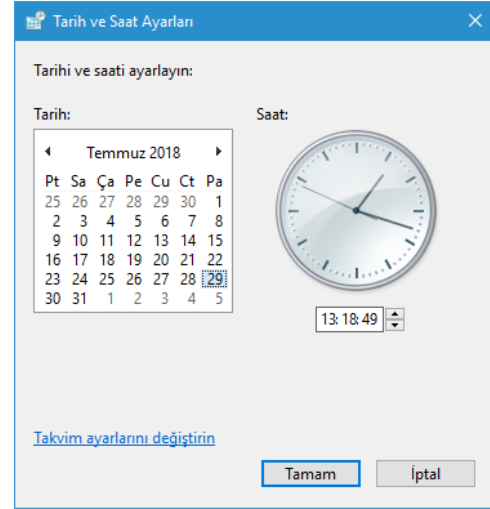 Tarih ve Saat Ayarları
Tarihi ve saati ayarlayın:
Tarih:
Saat:
Temmuz 2018
Pt Sa Ça Pe Cu Ct Pa
25 26 27 28 29 30 1
2 3 4 5 6 7 8
9 10 11 12 13 14 15
16 17 18 19 20 21 22
23 24 25 26 27 28 29
30 31 1 2 3 4 5
13:18:49
Takvim ayarlarını değiştirin
Tamam
İptal